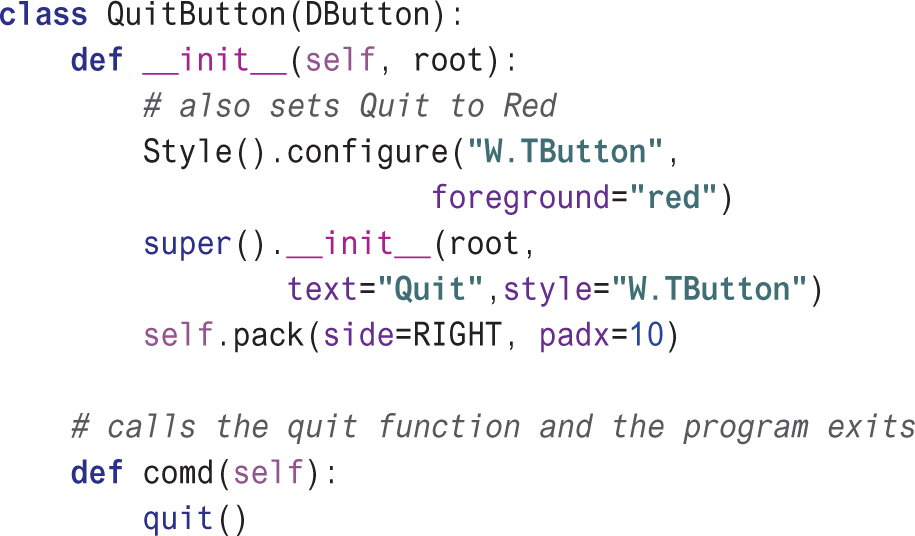 class QuitButton(DButton):
    def __init__(self, root):
        # also sets Quit to Red
        Style().configure("W.TButton",
                        foreground="red")
        super().__init__(root,
                text="Quit",style="W.TButton")
        self.pack(side=RIGHT, padx=10)

    # calls the quit function and the program exits
    def comd(self):
        quit()